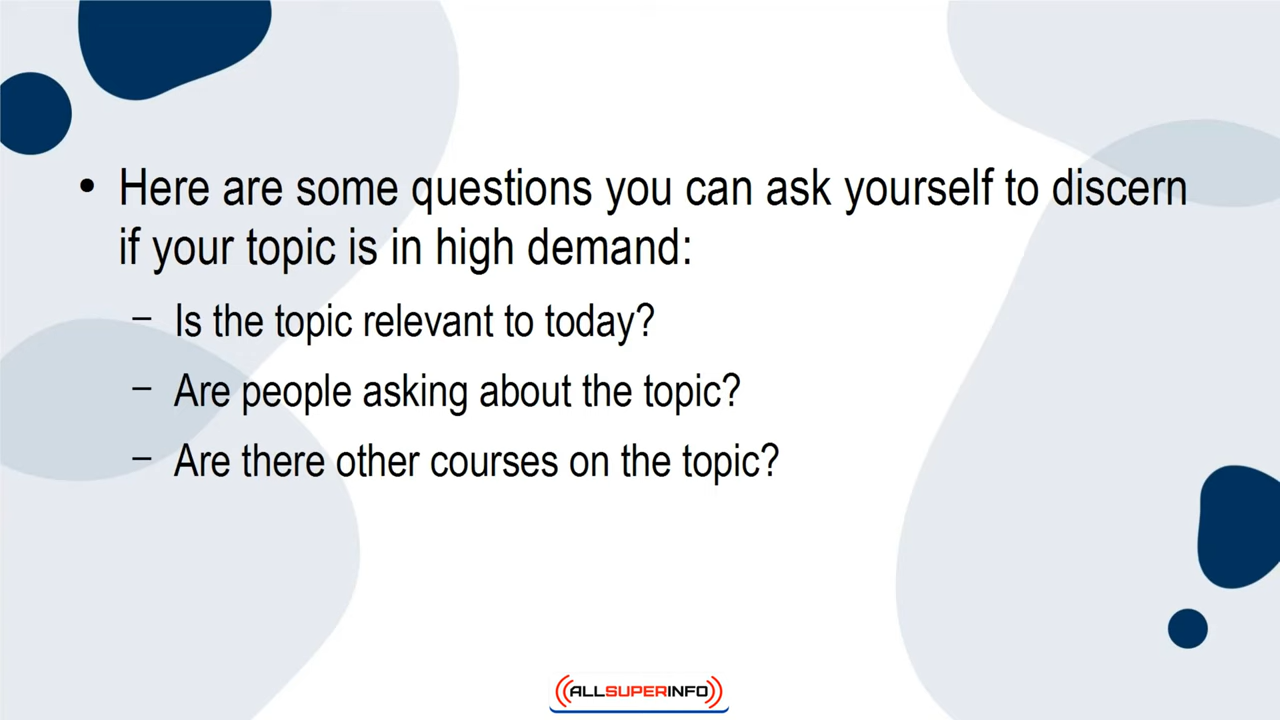 • Here are some questions you can ask yourself to discern
if your topic is in high demand:
– Is the topic relevant to today?
– Are people asking about the topic?
– Are there other courses on the topic?
ALLSUPERINFO